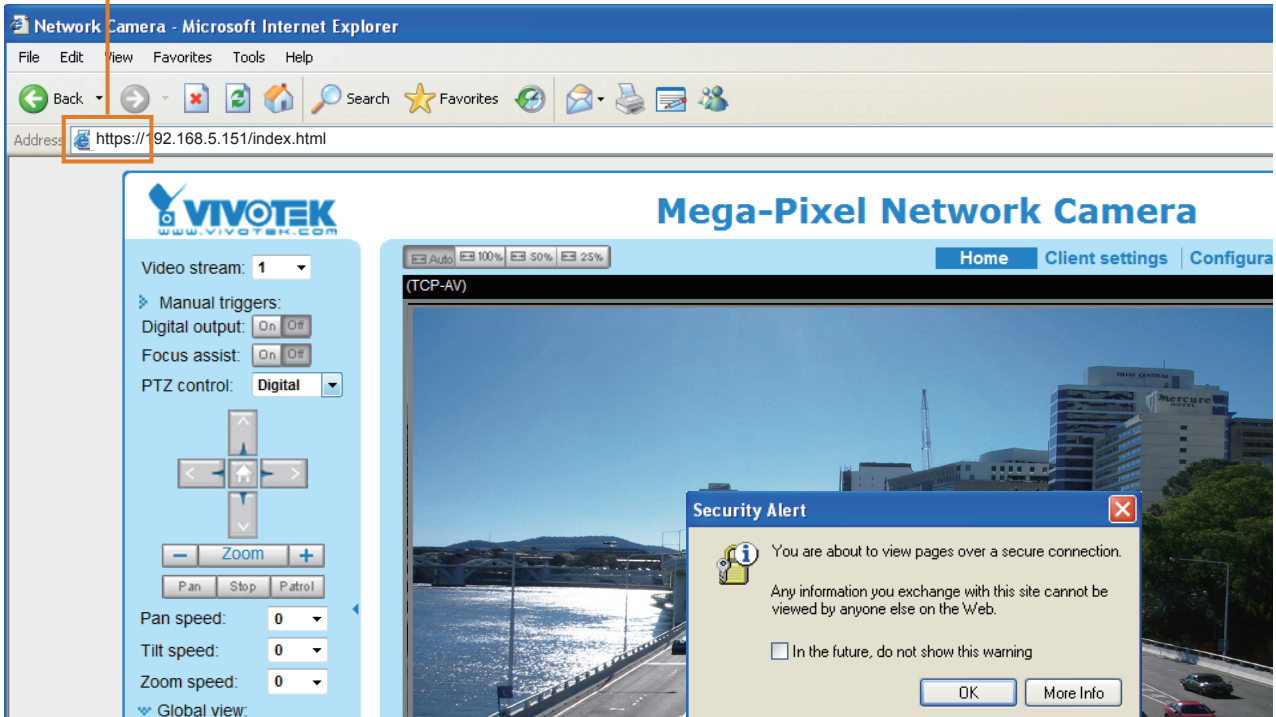 Network Camera - Microsoft Internet Explorer
File Edit View Favorites Tools Help
Back Search Favorites
Address https://192.168.5.151/index.html
VIVOTEK
www.vivotek.com
Mega-Pixel Network Camera
Auto 100% 50% 25%
Home Client settings Configura
(TCP-AV)
Video stream: 1
Manual triggers:
Digital output: On Off
Focus assist: On Off
PTZ control: Digital
− Zoom +
Pan Stop Patrol
Pan speed: 0
Tilt speed: 0
Zoom speed: 0
Global view:
QUAY CENTRAL
Mercure
HOTEL
Security Alert
You are about to view pages over a secure connection.
Any information you exchange with this site cannot be
viewed by anyone else on the Web.
In the future, do not show this warning
OK More Info